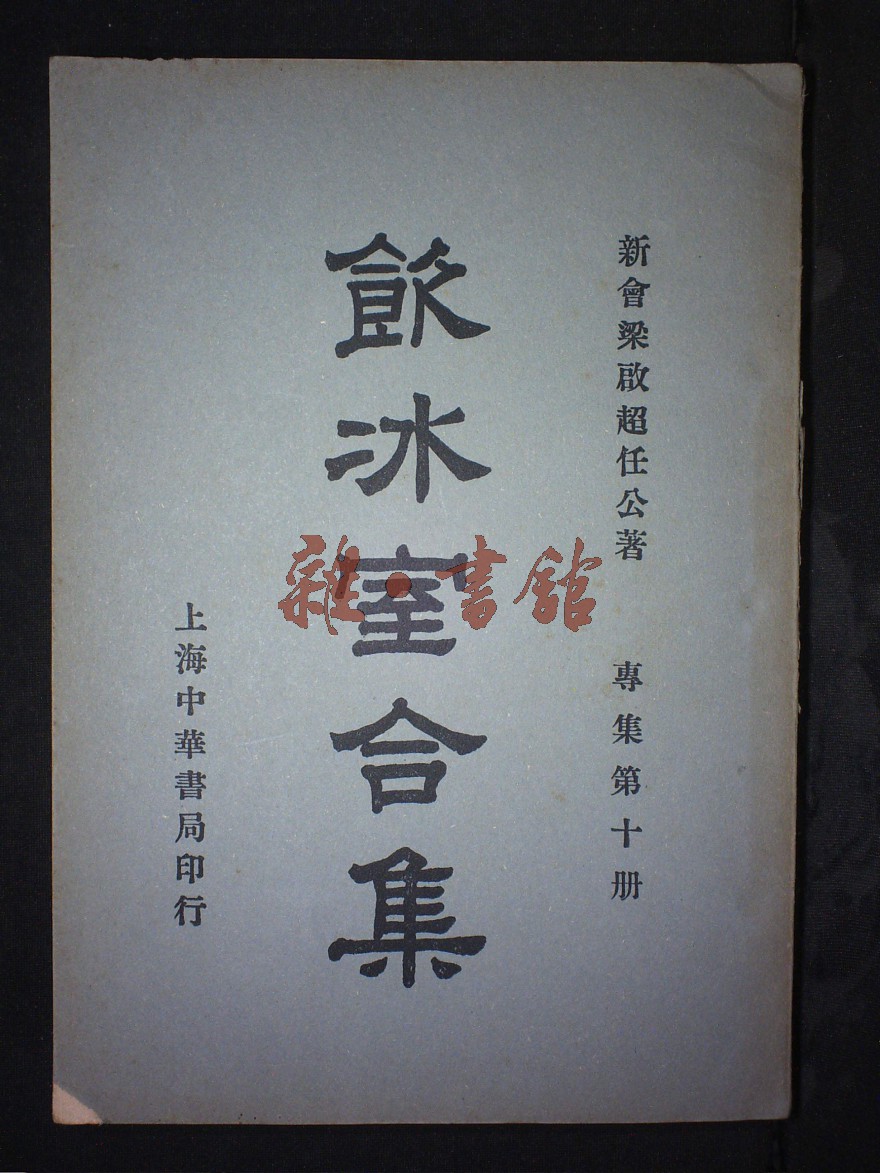 新會梁啟超任公著
專集第十册
飲冰室合集
上海中華書局印行
雜·書館